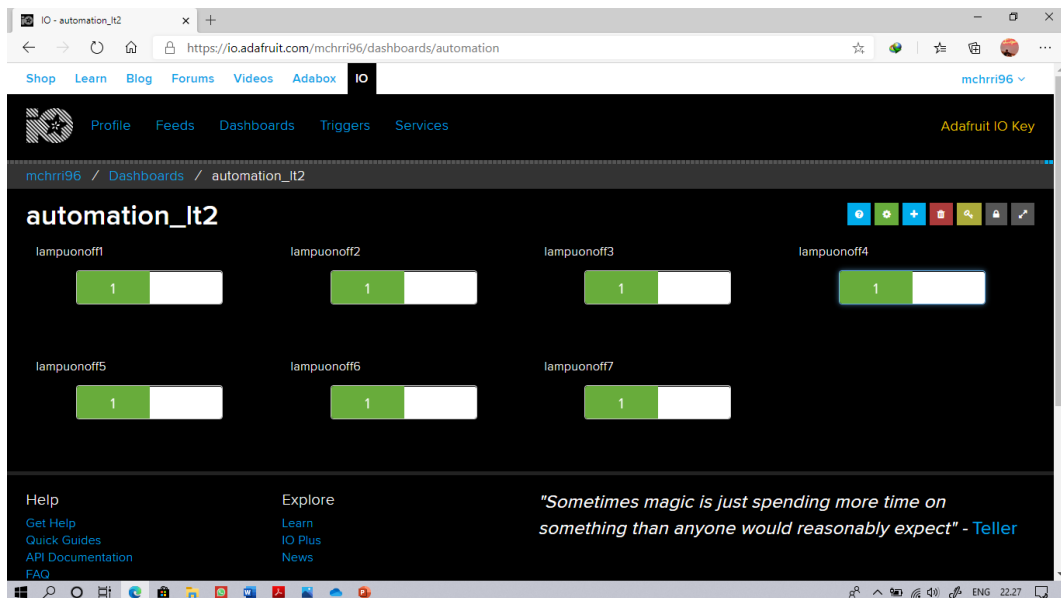 IO - automation_lt2
https://io.adafruit.com/mchrri96/dashboards/automation
Shop Learn Blog Forums Videos Adabox IO mchrri96
io Profile Feeds Dashboards Triggers Services Adafruit IO Key
mchrri96 / Dashboards / automation_lt2
automation_lt2
lampuonoff1 lampuonoff2 lampuonoff3 lampuonoff4
1 1 1 1
lampuonoff5 lampuonoff6 lampuonoff7
1 1 1
Help Explore
"Sometimes magic is just spending more time on
something than anyone would reasonably expect" - Teller
Get Help Learn
Quick Guides IO Plus
API Documentation News
FAQ
ENG 22.27